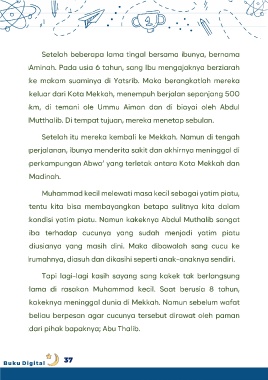 Setelah beberapa lama tinggal bersama ibunya, bernama
Aminah. Pada usia 6 tahun, sang Ibu mengajaknya berziarah
ke makam suaminya di Yatsrib. Maka berangkatlah mereka
keluar dari Kota Mekkah, menempuh berjalan sepanjang 500
km, di temani ole Ummu Aiman dan di biayai oleh Abdul
Mutthalib. Di tempat tujuan, mereka menetap sebulan.
Setelah itu mereka kembali ke Mekkah. Namun di tengah
perjalanan, ibunya menderita sakit dan akhirnya meninggal di
perkampungan Abwa' yang terletak antara Kota Mekkah dan
Madinah.
Muhammad kecil melewati masa kecil sebagai yatim piatu,
tentu kita bisa membayangkan betapa sulitnya kita dalam
kondisi yatim piatu. Namun kakeknya Abdul Muthalib sangat
iba terhadap cucunya yang sudah menjadi yatim piatu
diusianya yang masih dini. Maka dibawalah sang cucu ke
rumahnya, diasuh dan dikasihi seperti anak-anaknya sendiri.
Tapi lagi-lagi kasih sayang sang kakek tak berlangsung
lama di rasakan Muhammad kecil. Saat berusia 8 tahun,
kakeknya meninggal dunia di Mekkah. Namun sebelum wafat
beliau berpesan agar cucunya tersebut dirawat oleh paman
dari pihak bapaknya; Abu Thalib.
Buku Digital 37